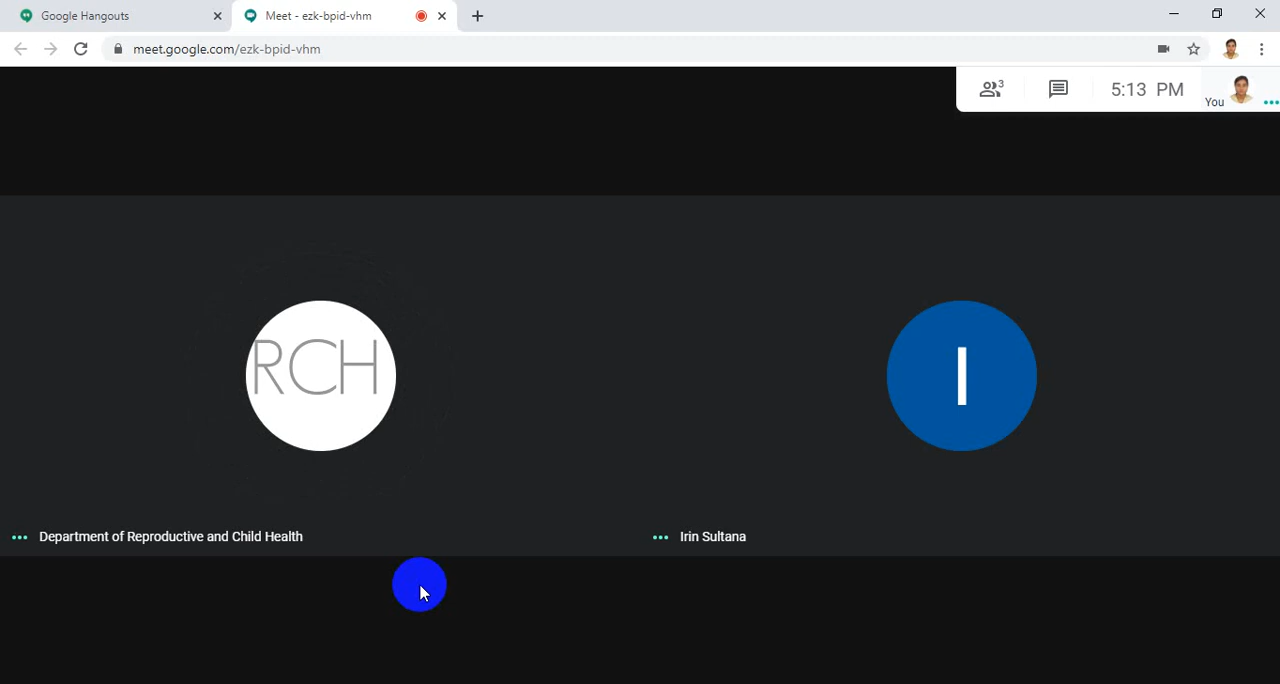 Google Hangouts
Meet - ezk-bpid-vhm
meet.google.com/ezk-bpid-vhm
3
5:13 PM
You
RCH
I
Department of Reproductive and Child Health
Irin Sultana